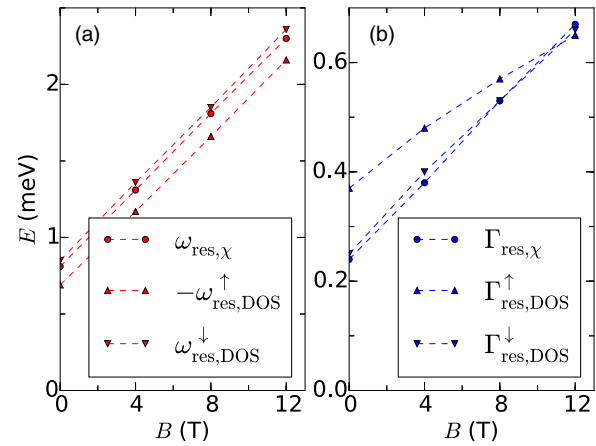 (a)
(b)
E (meV)
2
1
0
0.6
0.4
0.2
0.0
ω_res,χ
−ω^↑_res,DOS
ω^↓_res,DOS
Γ_res,χ
Γ^↑_res,DOS
Γ^↓_res,DOS
0 4 8 12
0 4 8 12
B (T)
B (T)